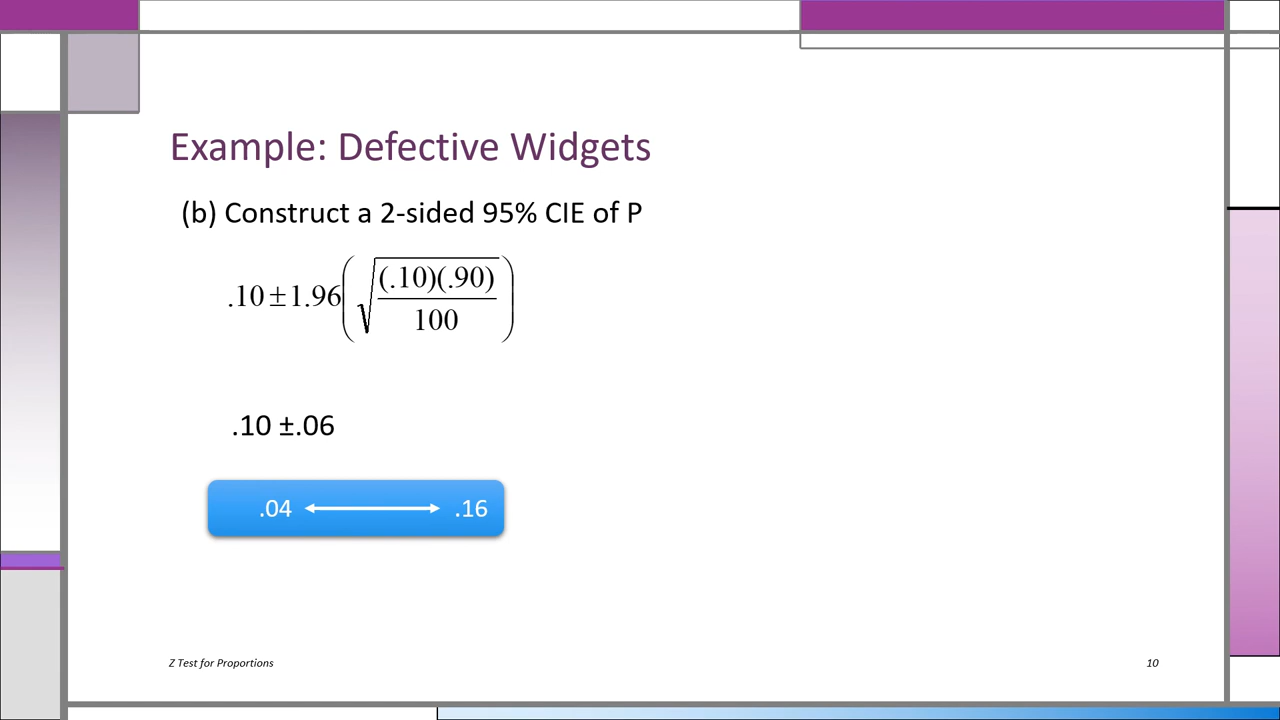 Example: Defective Widgets
(b) Construct a 2-sided 95% CIE of P
.10 ± 1.96(√((.10)(.90)/100))
.10 ±.06
.04 ⟷ .16
Z Test for Proportions
10